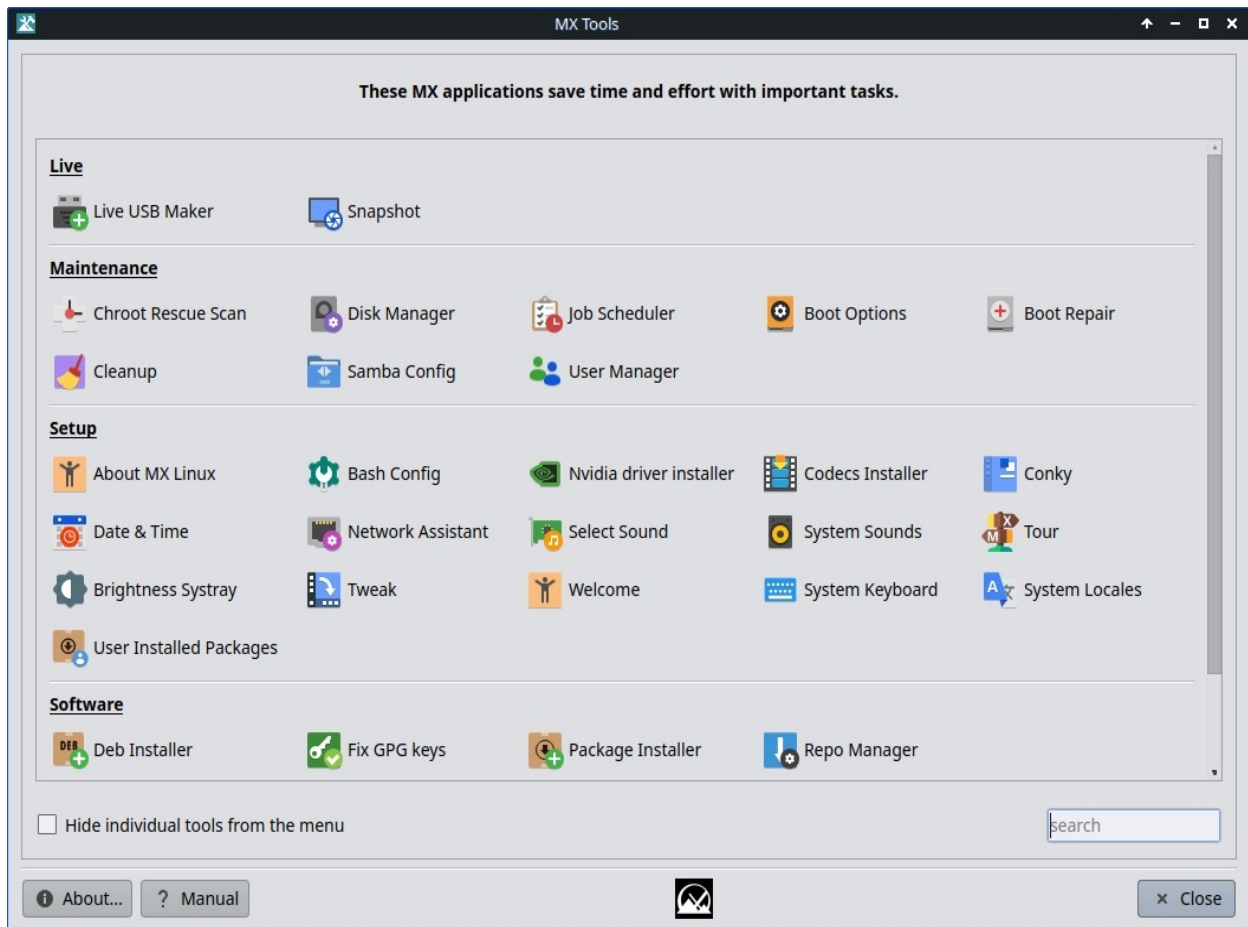 MX Tools
These MX applications save time and effort with important tasks.
Live
Live USB Maker Snapshot
Maintenance
Chroot Rescue Scan Disk Manager Job Scheduler Boot Options Boot Repair
Cleanup Samba Config User Manager
Setup
About MX Linux Bash Config Nvidia driver installer Codecs Installer Conky
Date & Time Network Assistant Select Sound System Sounds Tour
Brightness Systray Tweak Welcome System Keyboard System Locales
User Installed Packages
Software
Deb Installer Fix GPG keys Package Installer Repo Manager
Hide individual tools from the menu search
About... ? Manual Close